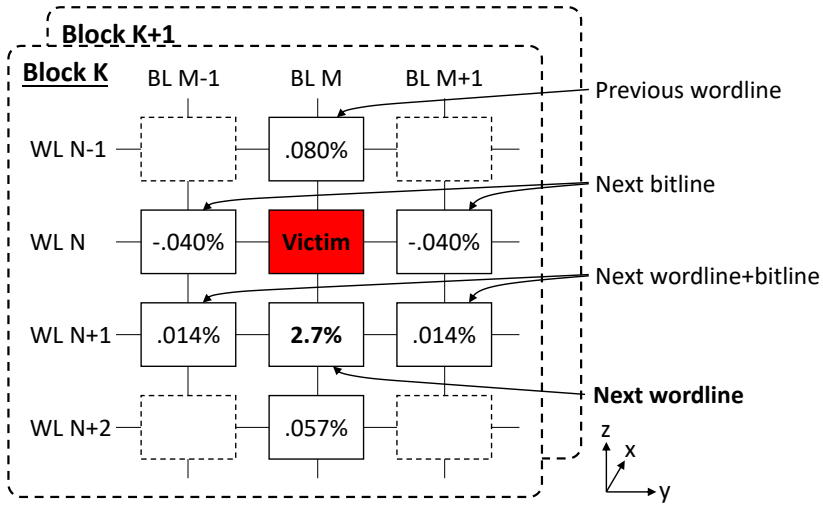 Block K+1
Block K
BL M-1 BL M BL M+1
Previous wordline
WL N-1 .080%
Next bitline
WL N -.040% Victim -.040%
Next wordline+bitline
WL N+1 .014% 2.7% .014%
Next wordline
WL N+2 .057%
z
x
y